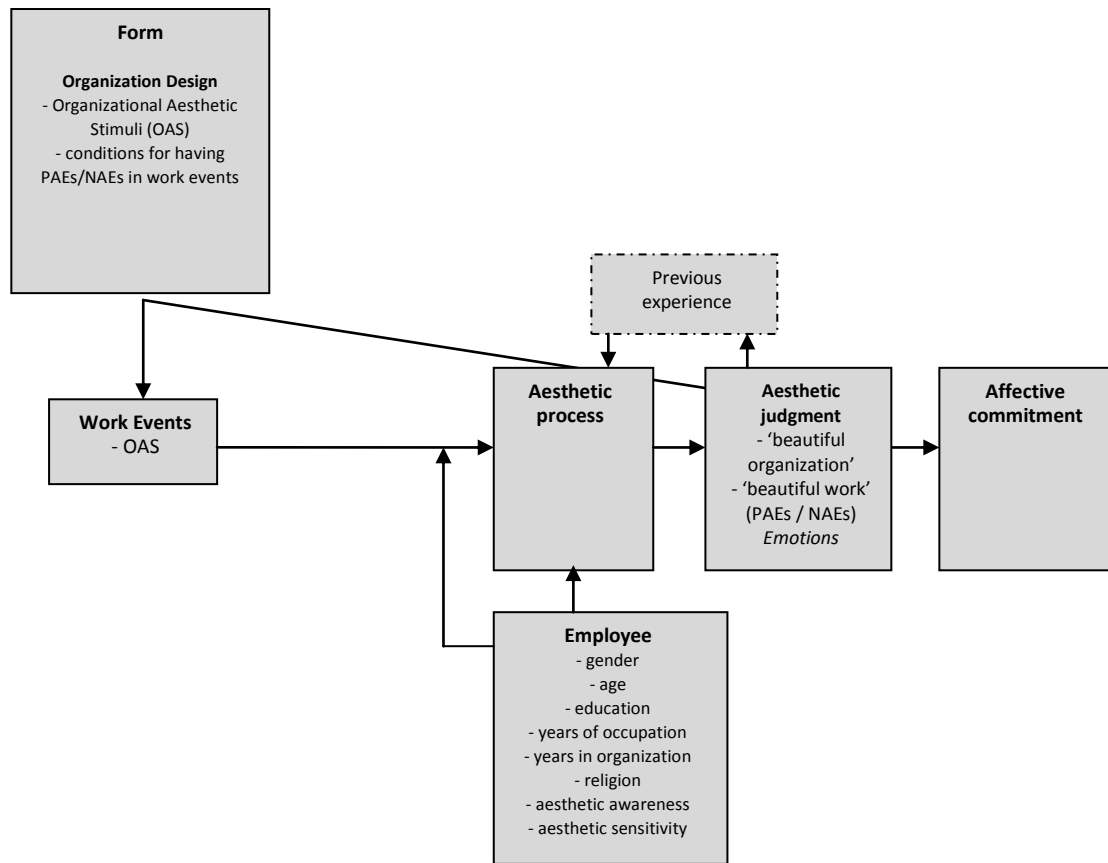 Form
Organization Design
- Organizational Aesthetic
Stimuli (OAS)
- conditions for having
PAEs/NAEs in work events
Previous
experience
Work Events
- OAS
Aesthetic
process
Aesthetic
judgment
- ‘beautiful
organization’
- ‘beautiful work’
(PAEs / NAEs)
Emotions
Affective
commitment
Employee
- gender
- age
- education
- years of occupation
- years in organization
- religion
- aesthetic awareness
- aesthetic sensitivity